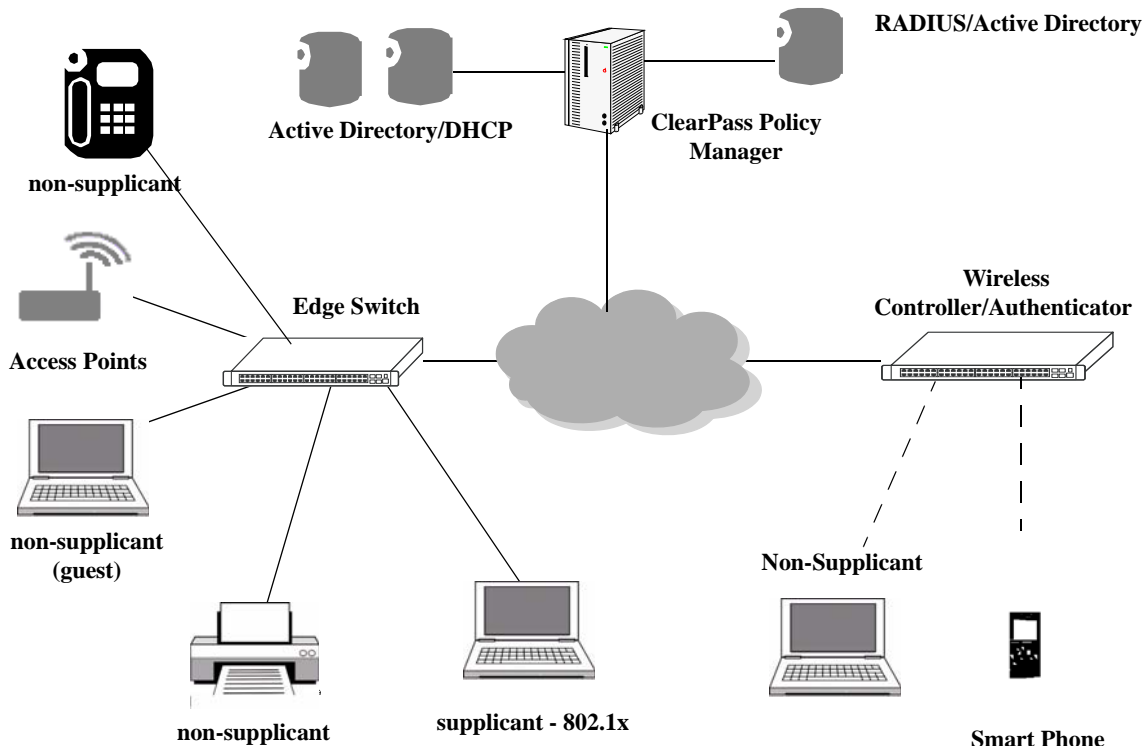 RADIUS/Active Directory
Active Directory/DHCP
ClearPass Policy
Manager
non-supplicant
Edge Switch
Wireless
Controller/Authenticator
Access Points
non-supplicant
(guest)
Non-Supplicant
non-supplicant
supplicant - 802.1x
Smart Phone